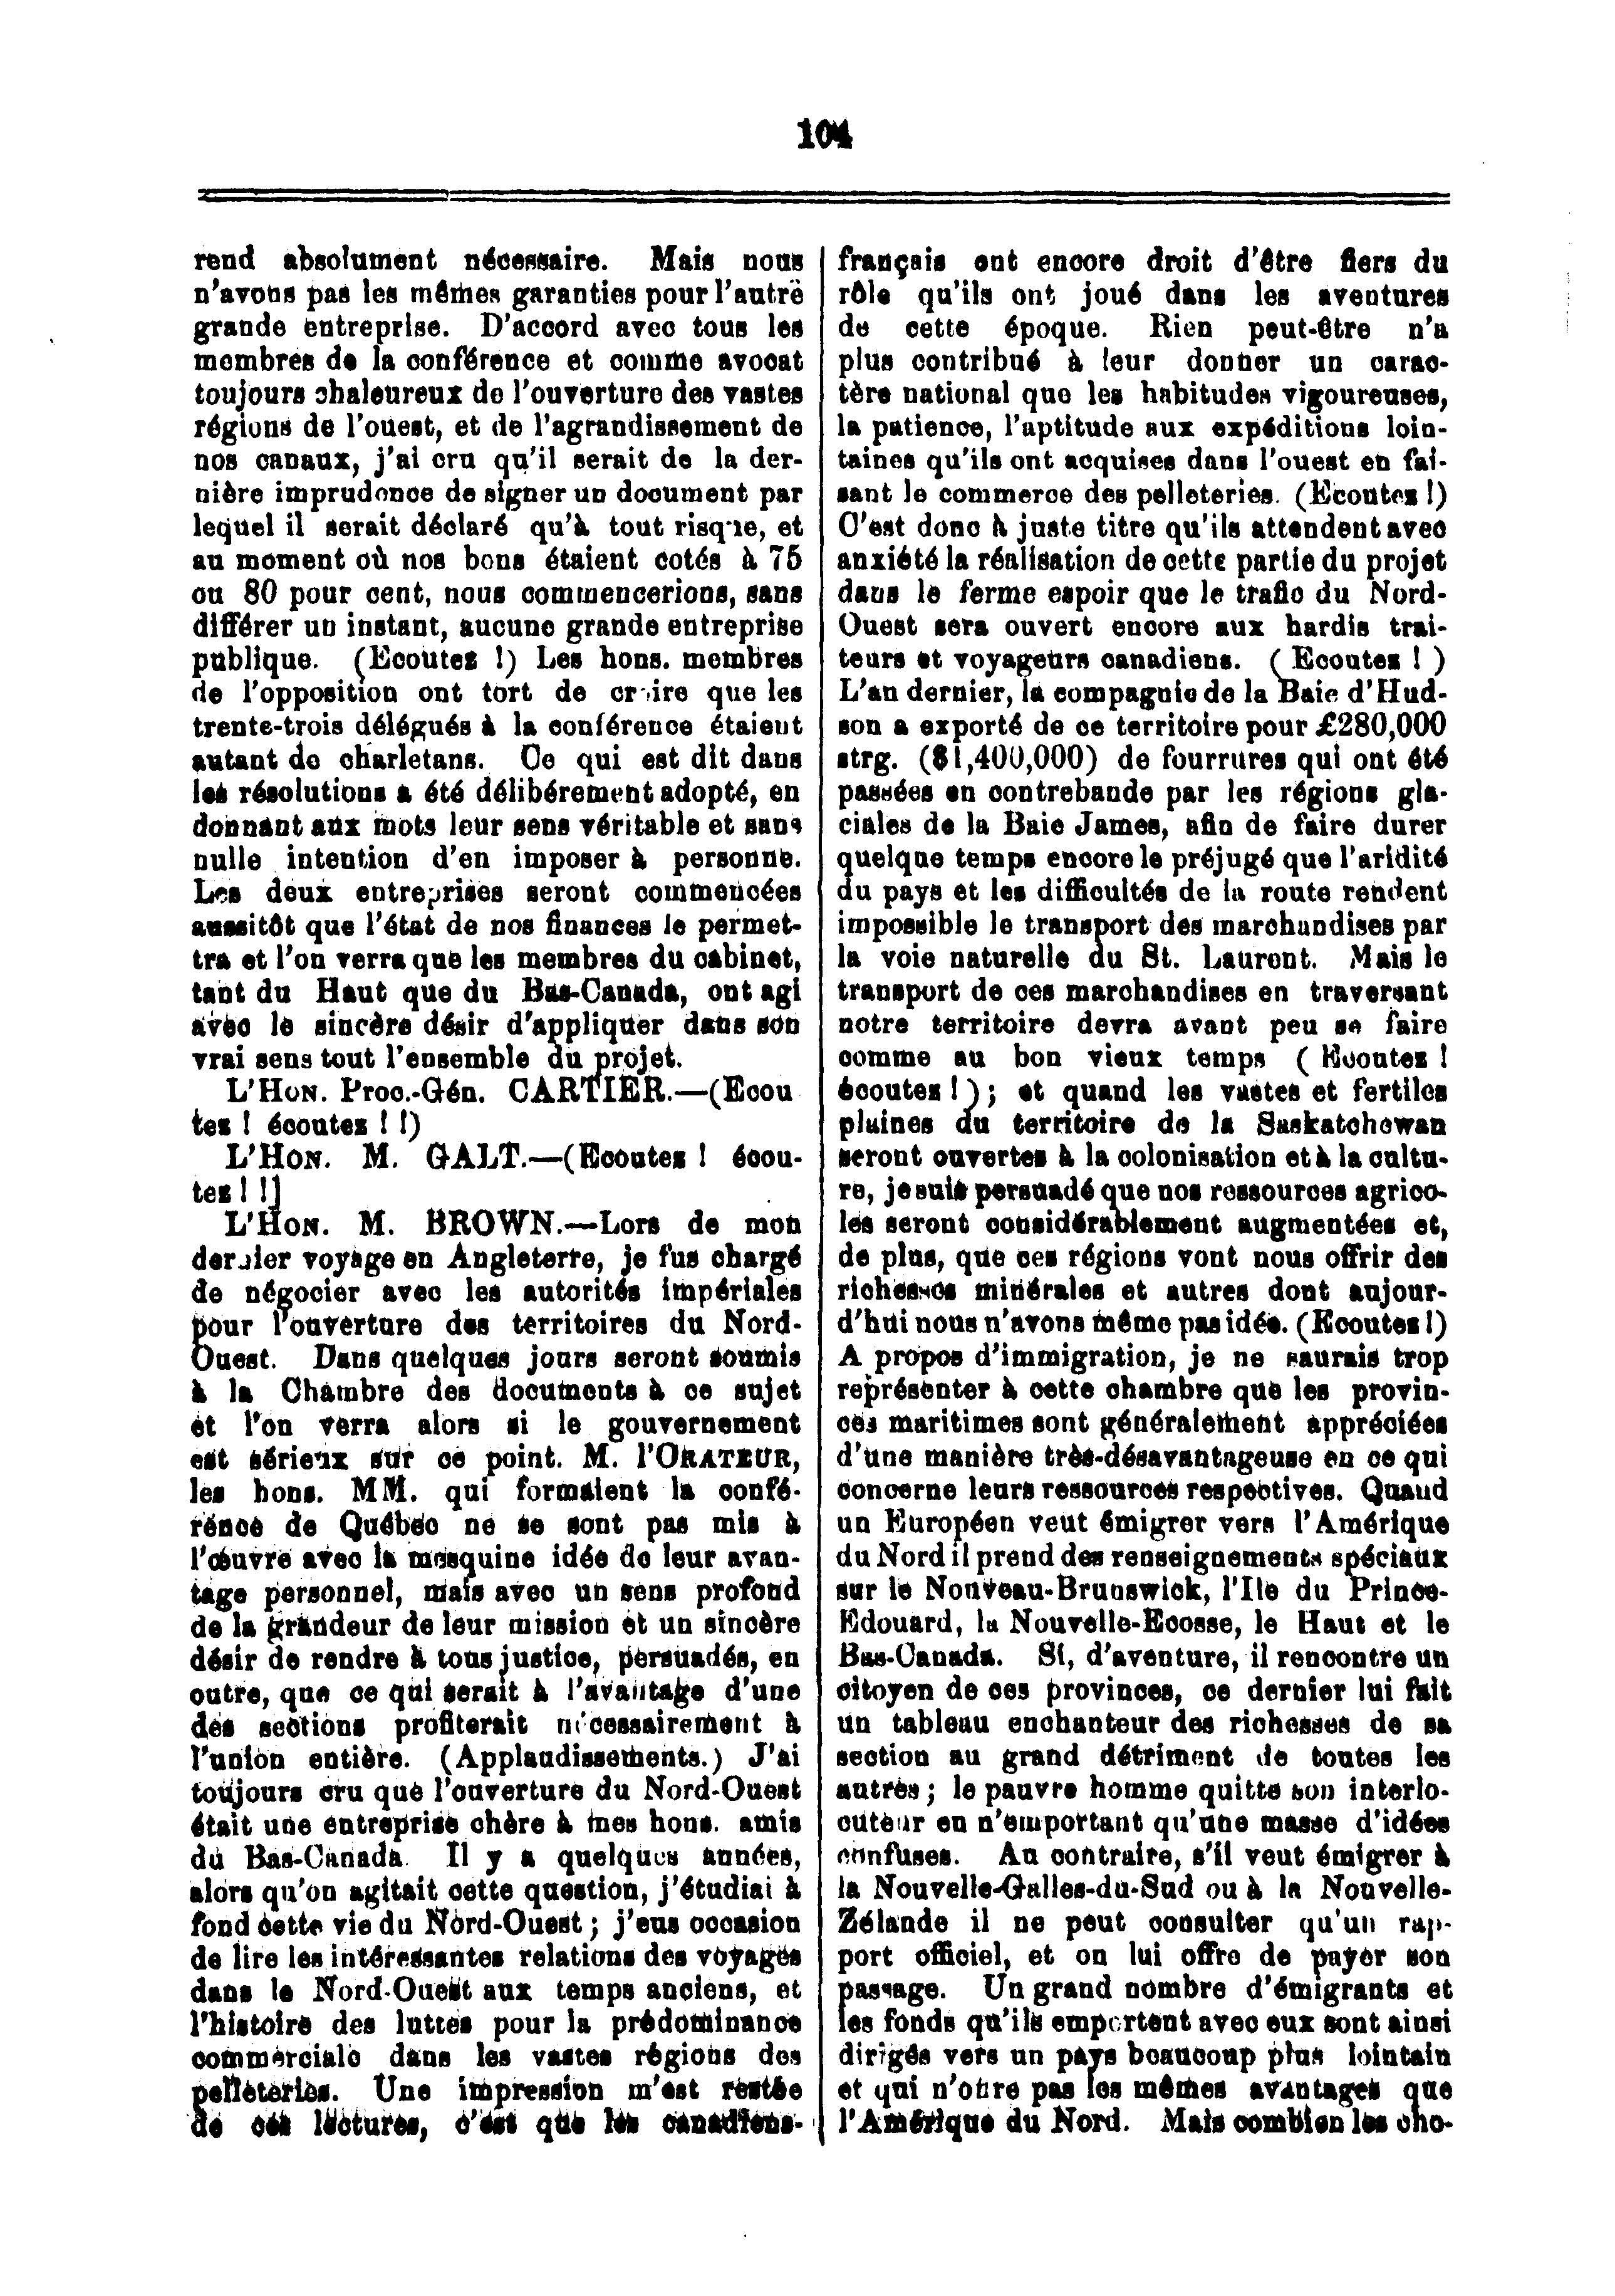 104
rend absolument nécessaire. Mais nous
n'avons pas les mêmes garanties pour l'autre
grande entreprise. D'accord avec tous les
membres de la conférence et comme avocat
toujours chaleureux de l'ouverture des vastes
régions de l'ouest, et de l'agrandissement de
nos canaux, j'ai cru qu'il serait de la der-
nière imprudence de signer un document par
lequel il serait déclaré qu'à tout risque, et
au moment où nos bons étaient cotés à 75
ou 80 pour cent, nous commencerions, sans
différer un instant, aucune grande entreprise
publique. (Ecoutez !) Les hons. membres
de l'opposition ont tort de croire que les
trente-trois délégués à la conférence étaient
autant de charletans. Ce qui est dit dans
les résolutions a été délibérement adopté, en
donnant aux mots leur sens véritable et sans
nulle intention d'en imposer à personne.
Les deux entreprises seront commencées
aussitôt que l'état de nos finances le permet-
tra et l'on verra que les membres du cabinet,
tant du Haut que du Bas-Canada, ont agi
avec le sincère désir d'appliquer dans son
vrai sens tout l'ensemble du projet.
L'HON. Proc.-Gén. CARTIER.—(Ecou
tez ! écoutez ! !)
L'HON. M. GALT.—(Ecoutez ! écou-
tez ! !]
L'HON. M. BROWN.—Lors de mon
dernier voyage en Angleterre, je fus chargé
de négocier avec les autorités impériales
pour l'ouverture des territoires du Nord-
Ouest. Dans quelques jours seront soumis
à la Chambre des documents à ce sujet
et l'on verra alors si le gouvernement
est sérieux sur ce point. M. l'ORATEUR,
les hons. MM. qui formaient la confé-
rence de Québec ne se sont pas mis à
l'œuvre avec la mesquine idée de leur avan-
tage personnel, mais avec un sens profond
de la grandeur de leur mission et un sincère
désir de rendre à tous justice, persuadés, en
outre, que ce qui serait à l'avantage d'une
des sections profiterait nécessairement à
l'union entière. (Applaudissements.) J'ai
toujours cru que l'ouverture du Nord-Ouest
était une entreprise chère à mes hons. amis
du Bas-Canada. Il y a quelques années,
alors qu'on agitait cette question, j'étudiai à
fond cette vie du Nord-Ouest ; j'eus occasion
de lire les intéressantes relations des voyages
dans le Nord-Ouest aux temps anciens, et
l'histoire des luttes pour la prédominance
commerciale dans les vastes régions des
pelleteries. Une impression m'est restée
de ces lectures, c'est que les canadiens-
français ont encore droit d'être fiers du
rôle qu'ils ont joué dans les aventures
de cette époque. Rien peut-être n'a
plus contribué à leur donner un carac-
tère national que les habitudes vigoureuses,
la patience, l'aptitude aux expéditions loin-
taines qu'ils ont acquises dans l'ouest en fai-
sant le commerce des pelleteries. (Ecoutez !)
C'est donc à juste titre qu'ils attendent avec
anxiété la réalisation de cette partie du projet
dans le ferme espoir que le trafic du Nord-
Ouest sera ouvert encore aux hardis trai-
teurs et voyageurs canadiens. ( Ecoutez ! )
L'an dernier, la compagnie de la Baie d'Hud-
son a exporté de ce territoire pour £280,000
strg. ($1,400,000) de fourrures qui ont été
passées en contrebande par les régions gla-
ciales de la Baie James, afin de faire durer
quelque temps encore le préjugé que l'aridité
du pays et les difficultés de la route rendent
impossible le transport des marchandises par
la voie naturelle du St. Laurent. Mais le
transport de ces marchandises en traversant
notre territoire devra avant peu se faire
comme au bon vieux temps ( Ecoutez !
écoutez ! ) ; et quand les vastes et fertiles
plaines du territoire de la Saskatchewan
seront ouvertes à la colonisation et à la cultu-
re, je suis persuadé que nos ressources agrico-
les seront considérablement augmentées et,
de plus, que ces régions vont nous offrir des
richesses minérales et autres dont aujour-
d'hui nous n'avons même pas idée. (Ecoutez !)
A propos d'immigration, je ne saurais trop
représenter à cette chambre que les provin-
ces maritimes sont généralement appréciées
d'une manière très-désavantageuse en ce qui
concerne leurs ressources respectives. Quand
un Européen veut émigrer vers l'Amérique
du Nord il prend des renseignements spéciaux
sur le Nouveau-Brunswick, l'Ile du Prince-
Edouard, la Nouvelle-Ecosse, le Haut et le
Bas-Canada. Si, d'aventure, il rencontre un
citoyen de ces provinces, ce dernier lui fait
un tableau enchanteur des richesses de sa
section au grand détriment de toutes les
autres ; le pauvre homme quitte son interlo-
cuteur en n'emportant qu'une masse d'idées
confuses. Au contraire, s'il veut émigrer à
la Nouvelle-Galles-du-Sud ou à la Nouvelle-
Zélande il ne peut consulter qu'un rap-
port officiel, et on lui offre de payer son
passage. Un grand nombre d'émigrants et
les fonds qu'ils emportent avec eux sont ainsi
dirigés vers un pays beaucoup plus lointain
et qui n'offre pas les mêmes avantages que
l'Amérique du Nord. Mais combien les cho-